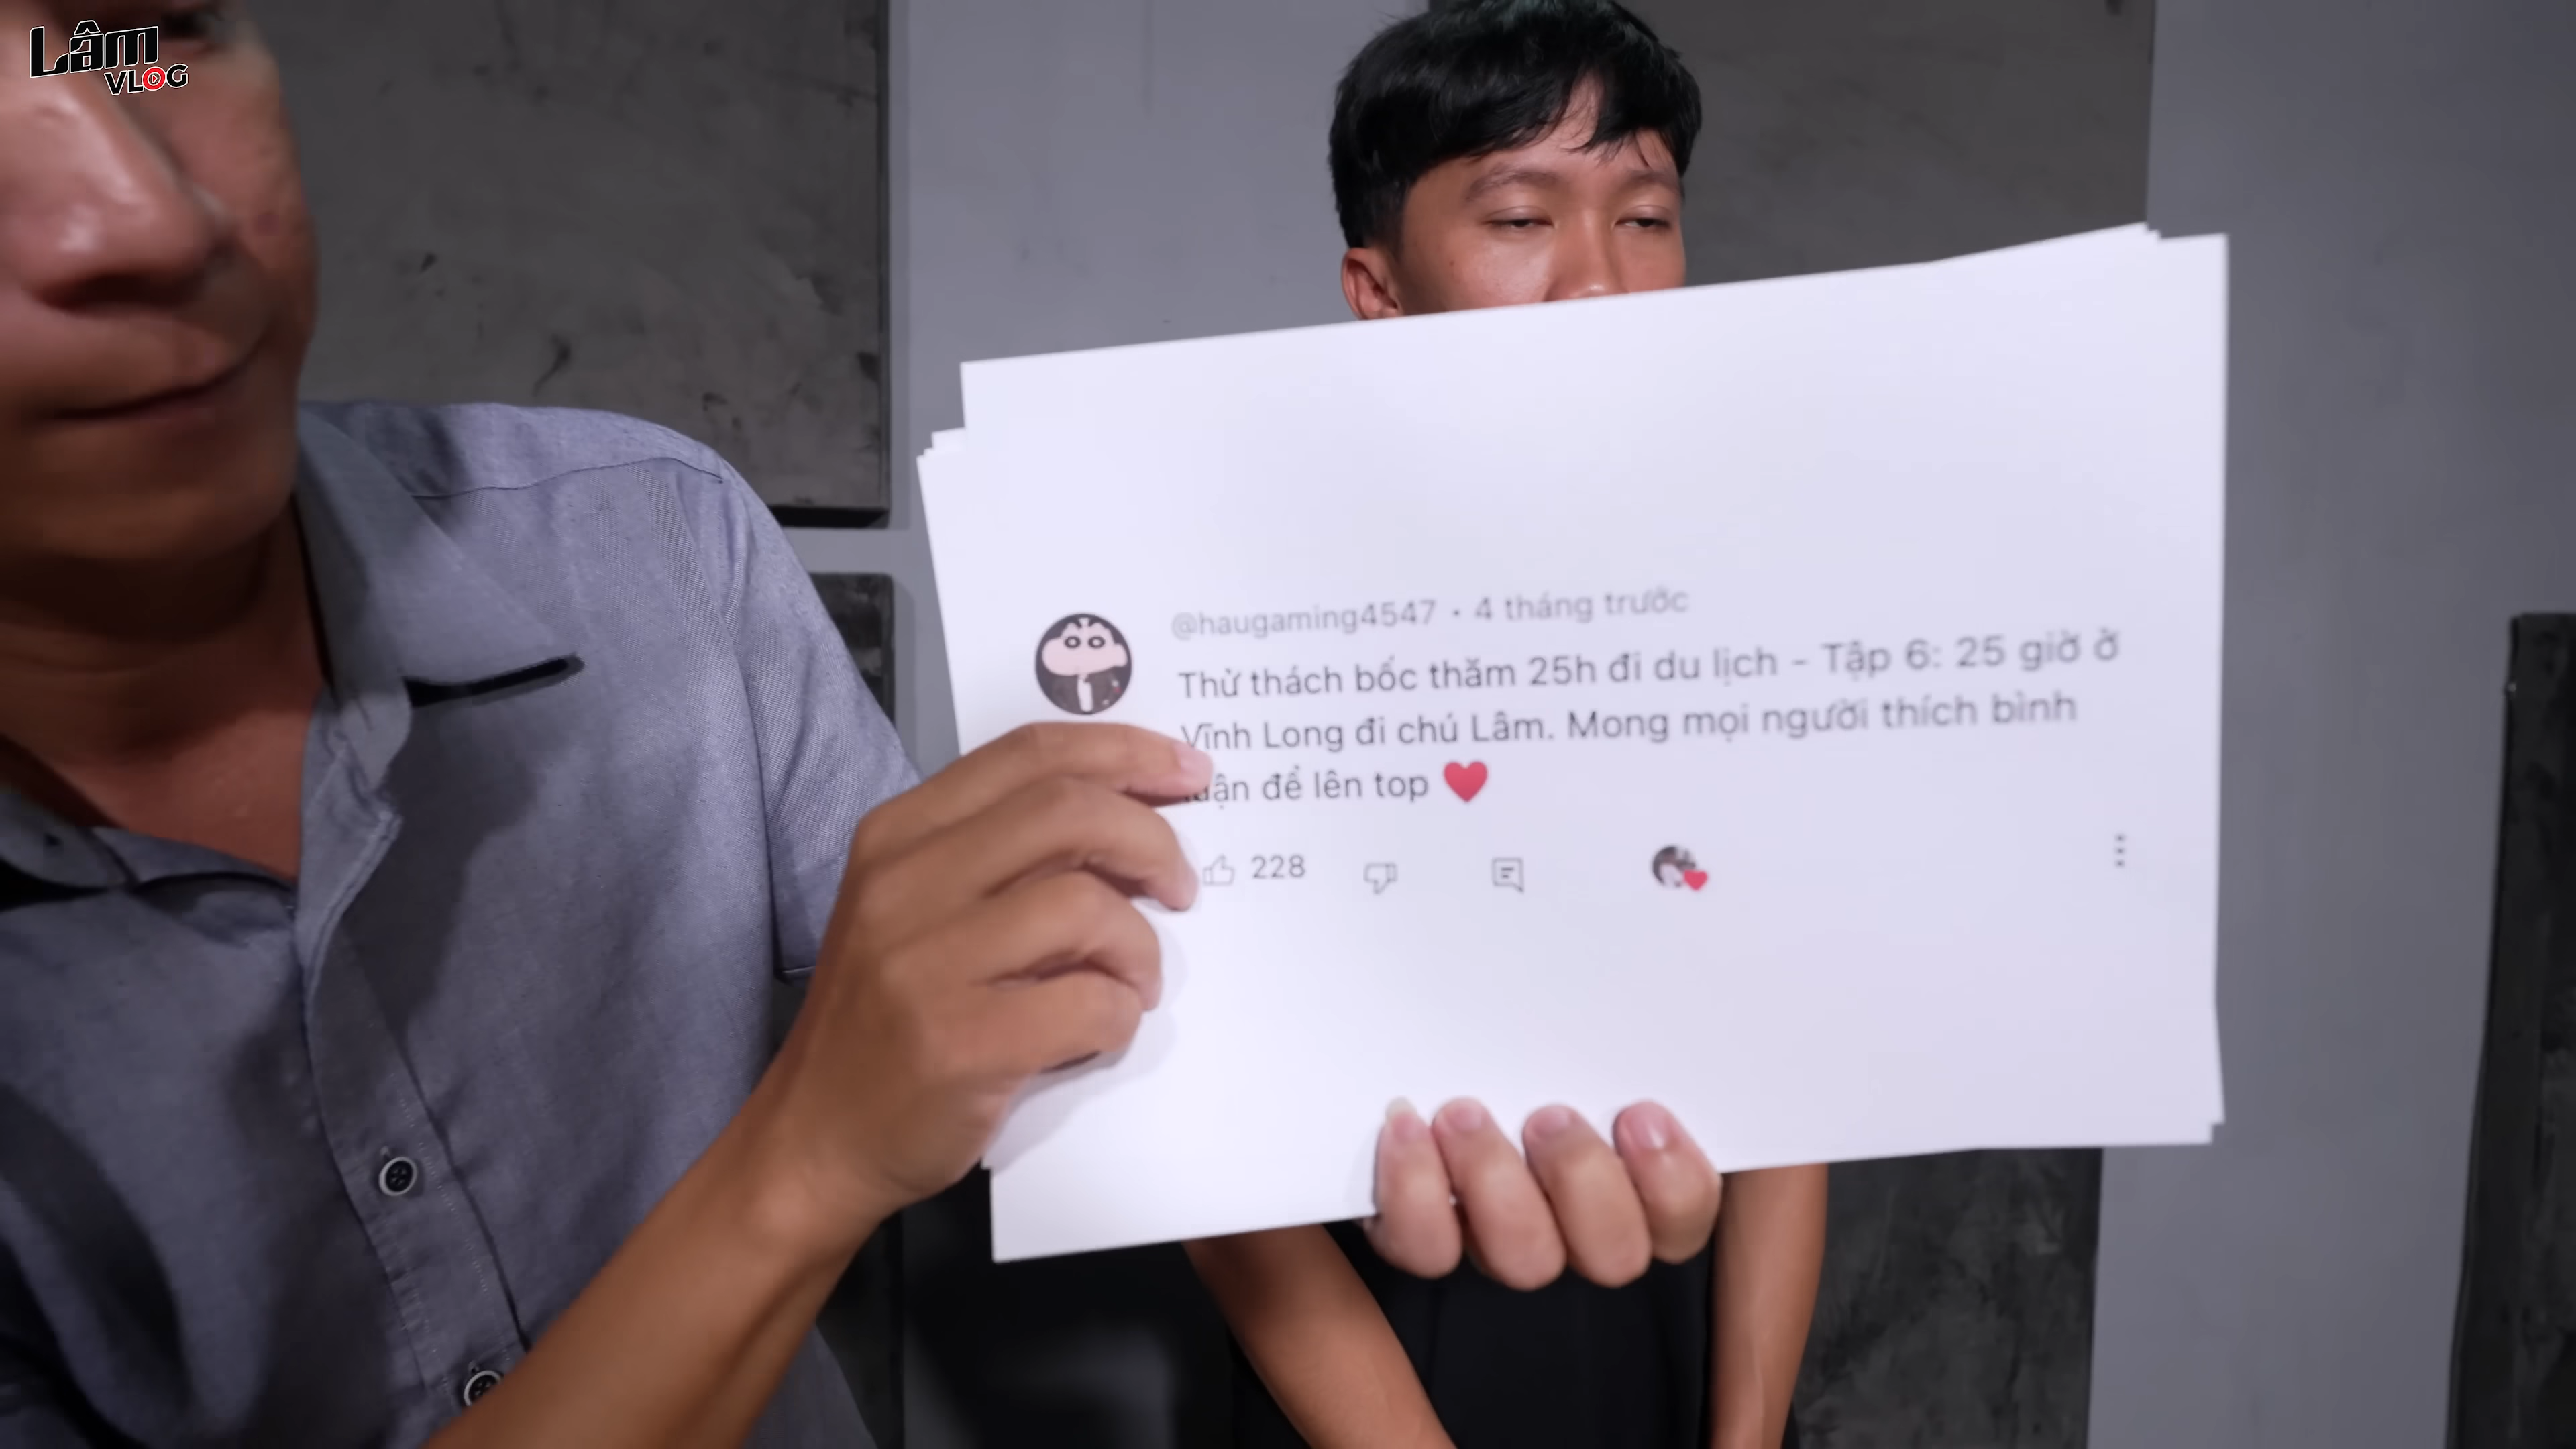 Lâm
VLOG
@haugaming4547 • 4 tháng trước
Thử thách bốc thăm 25h đi du lịch - Tập 6: 25 giờ ở
Vĩnh Long đi chú Lâm. Mong mọi người thích bình
luận để lên top ❤️
228